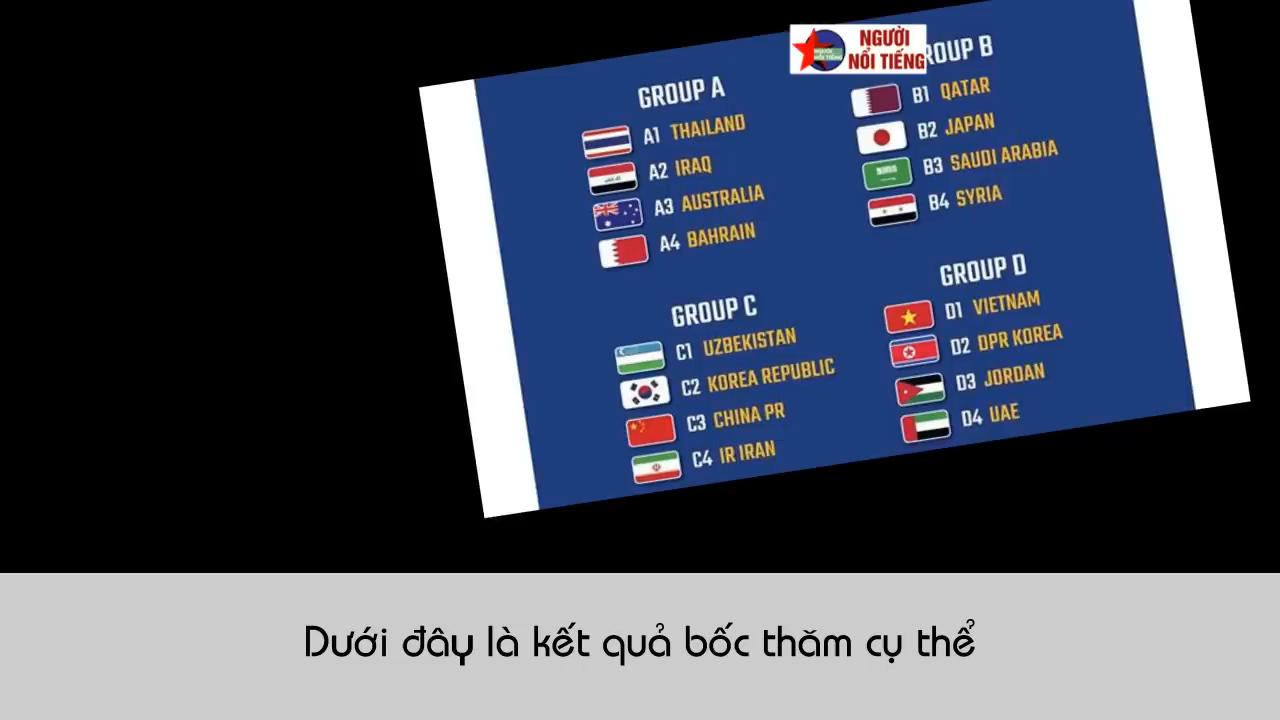 NGƯỜI
NỔI TIẾNG
GROUP A
A1 THAILAND
A2 IRAQ
A3 AUSTRALIA
A4 BAHRAIN
GROUP B
B1 QATAR
B2 JAPAN
B3 SAUDI ARABIA
B4 SYRIA
GROUP C
C1 UZBEKISTAN
C2 KOREA REPUBLIC
C3 CHINA PR
C4 IR IRAN
GROUP D
D1 VIETNAM
D2 DPR KOREA
D3 JORDAN
D4 UAE
Dưới đây là kết quả bốc thăm cụ thể